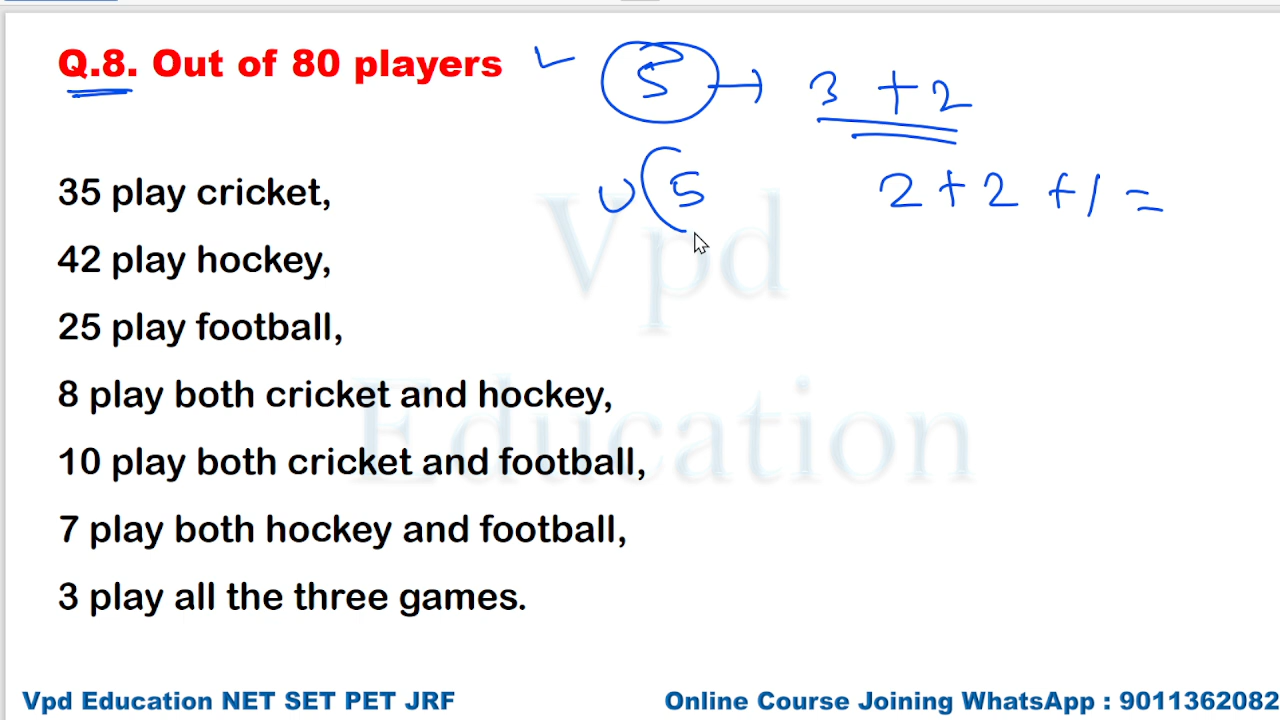 Q.8. Out of 80 players
5 → 3 + 2
5 2 + 2 + 1 =
35 play cricket,
42 play hockey,
25 play football,
8 play both cricket and hockey,
10 play both cricket and football,
7 play both hockey and football,
3 play all the three games.
Vpd
Education
Vpd Education NET SET PET JRF
Online Course Joining WhatsApp : 9011362082